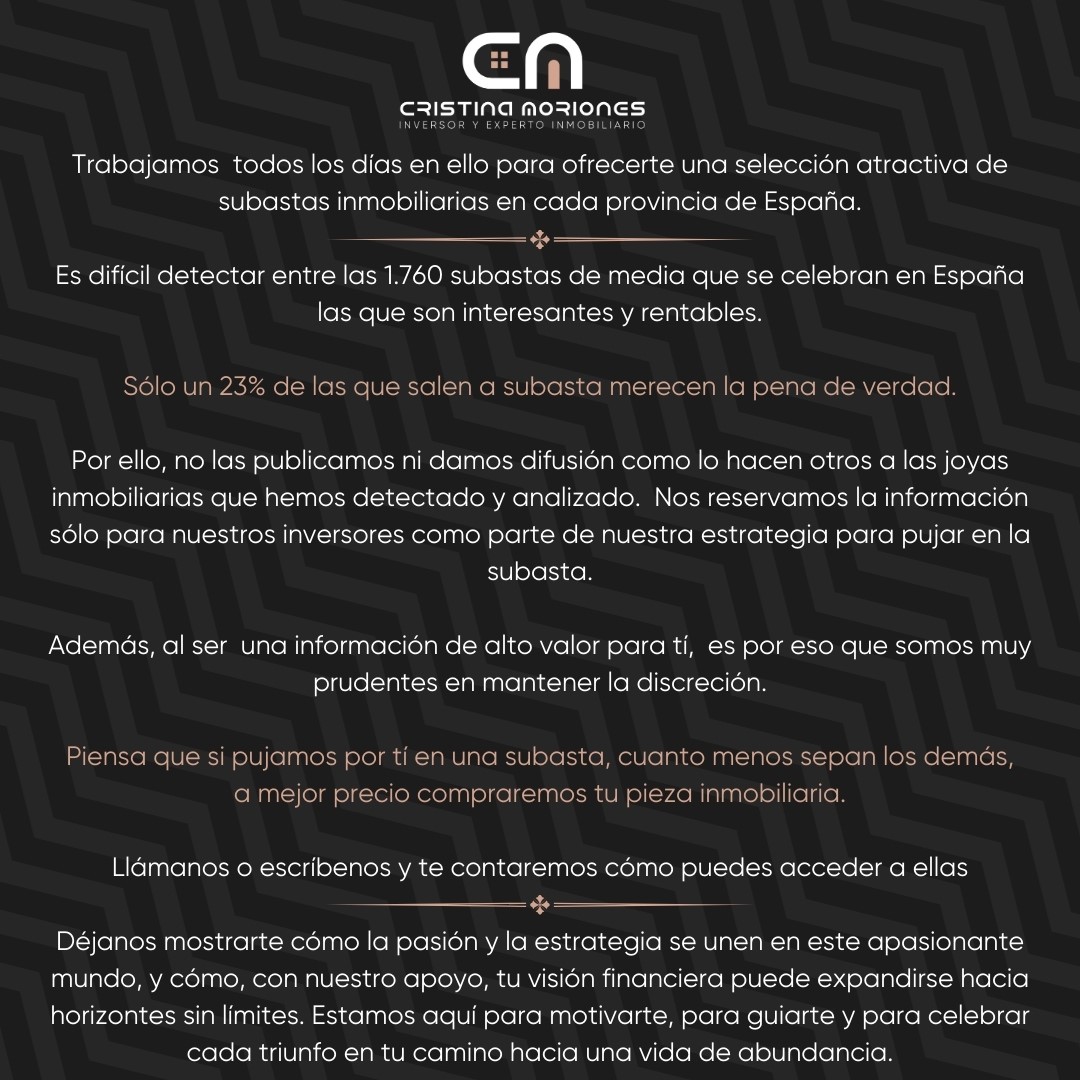 CRISTINA MORIONES
INVERSOR Y EXPERTO INMOBILIARIO
Trabajamos todos los días en ello para ofrecerte una selección atractiva de
subastas inmobiliarias en cada provincia de España.
Es difícil detectar entre las 1.760 subastas de media que se celebran en España
las que son interesantes y rentables.
Sólo un 23% de las que salen a subasta merecen la pena de verdad.
Por ello, no las publicamos ni damos difusión como lo hacen otros a las joyas
inmobiliarias que hemos detectado y analizado. Nos reservamos la información
sólo para nuestros inversores como parte de nuestra estrategia para pujar en la
subasta.
Además, al ser una información de alto valor para tí, es por eso que somos muy
prudentes en mantener la discreción.
Piensa que si pujamos por tí en una subasta, cuanto menos sepan los demás,
a mejor precio compraremos tu pieza inmobiliaria.
Llámanos o escríbenos y te contaremos cómo puedes acceder a ellas
Déjanos mostrarte cómo la pasión y la estrategia se unen en este apasionante
mundo, y cómo, con nuestro apoyo, tu visión financiera puede expandirse hacia
horizontes sin límites. Estamos aquí para motivarte, para guiarte y para celebrar
cada triunfo en tu camino hacia una vida de abundancia.